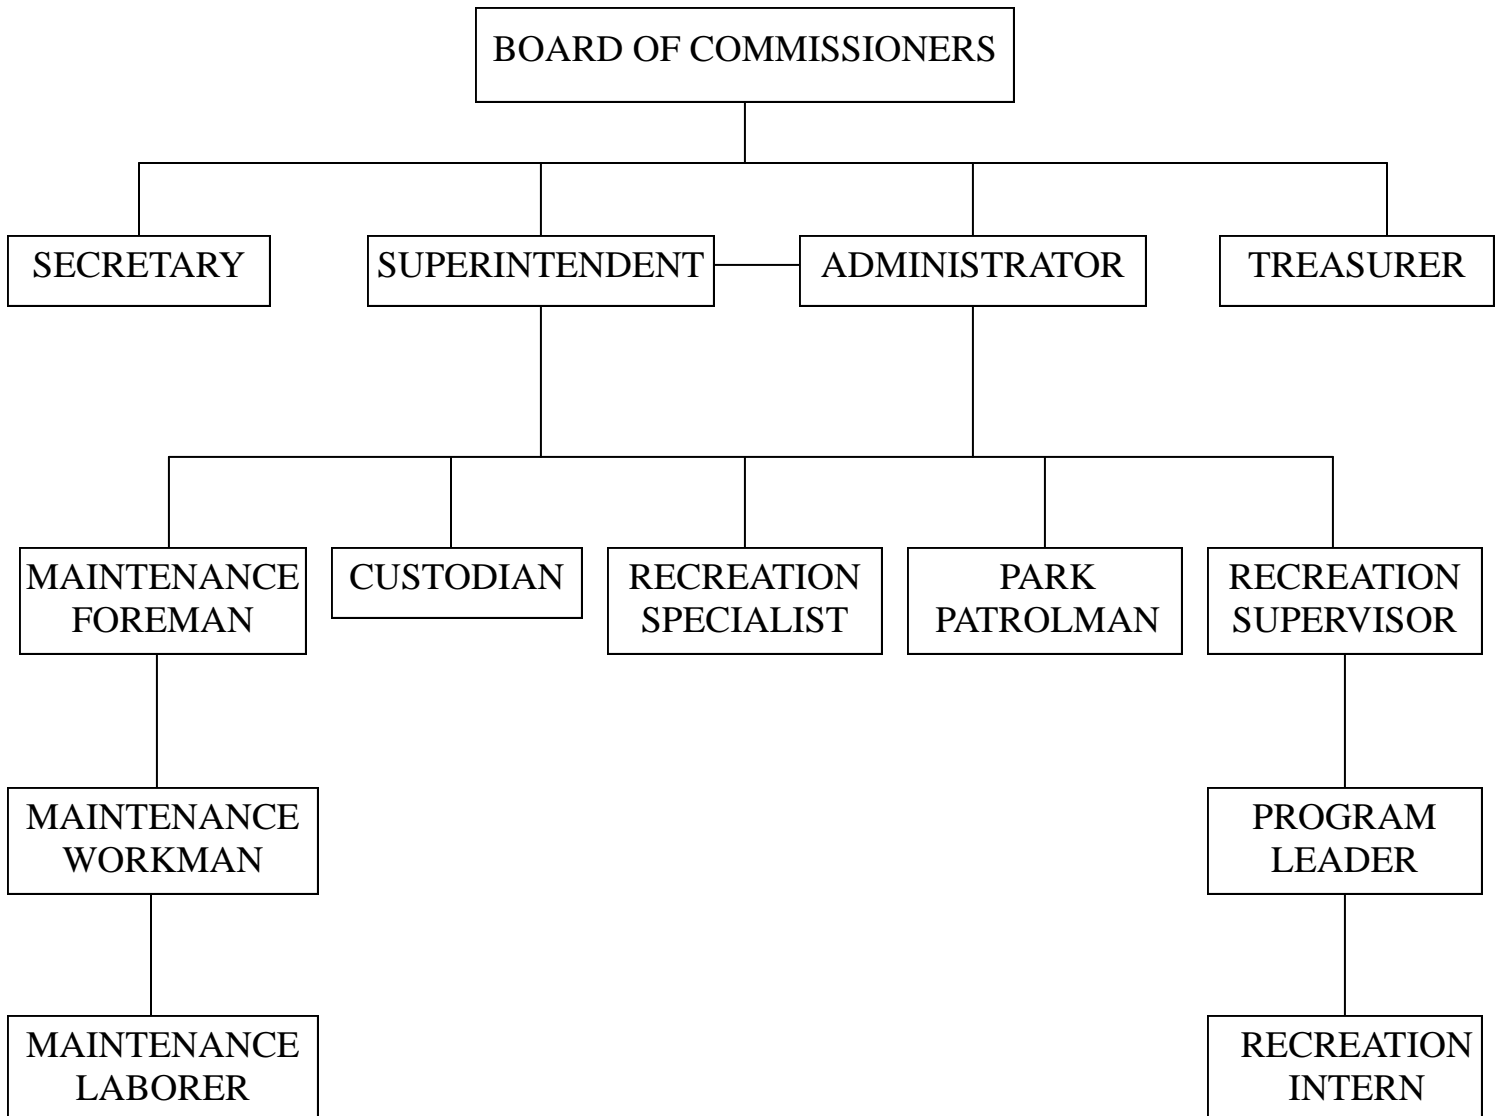 BOARD OF COMMISSIONERS
SECRETARY
SUPERINTENDENT
ADMINISTRATOR
TREASURER
MAINTENANCE
FOREMAN
CUSTODIAN
RECREATION
SPECIALIST
PARK
PATROLMAN
RECREATION
SUPERVISOR
MAINTENANCE
WORKMAN
PROGRAM
LEADER
MAINTENANCE
LABORER
RECREATION
INTERN